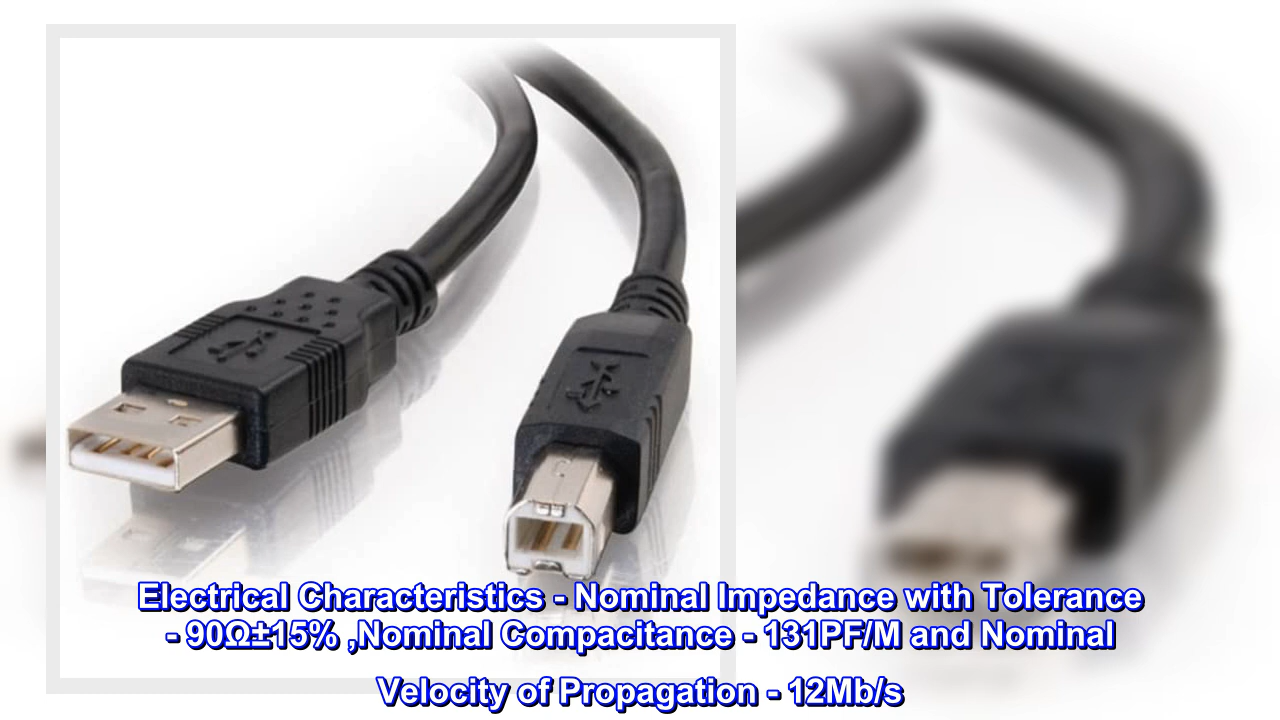 Electrical Characteristics - Nominal Impedance with Tolerance
- 90Ω±15% ,Nominal Compacitance - 131PF/M and Nominal
Velocity of Propagation - 12Mb/s